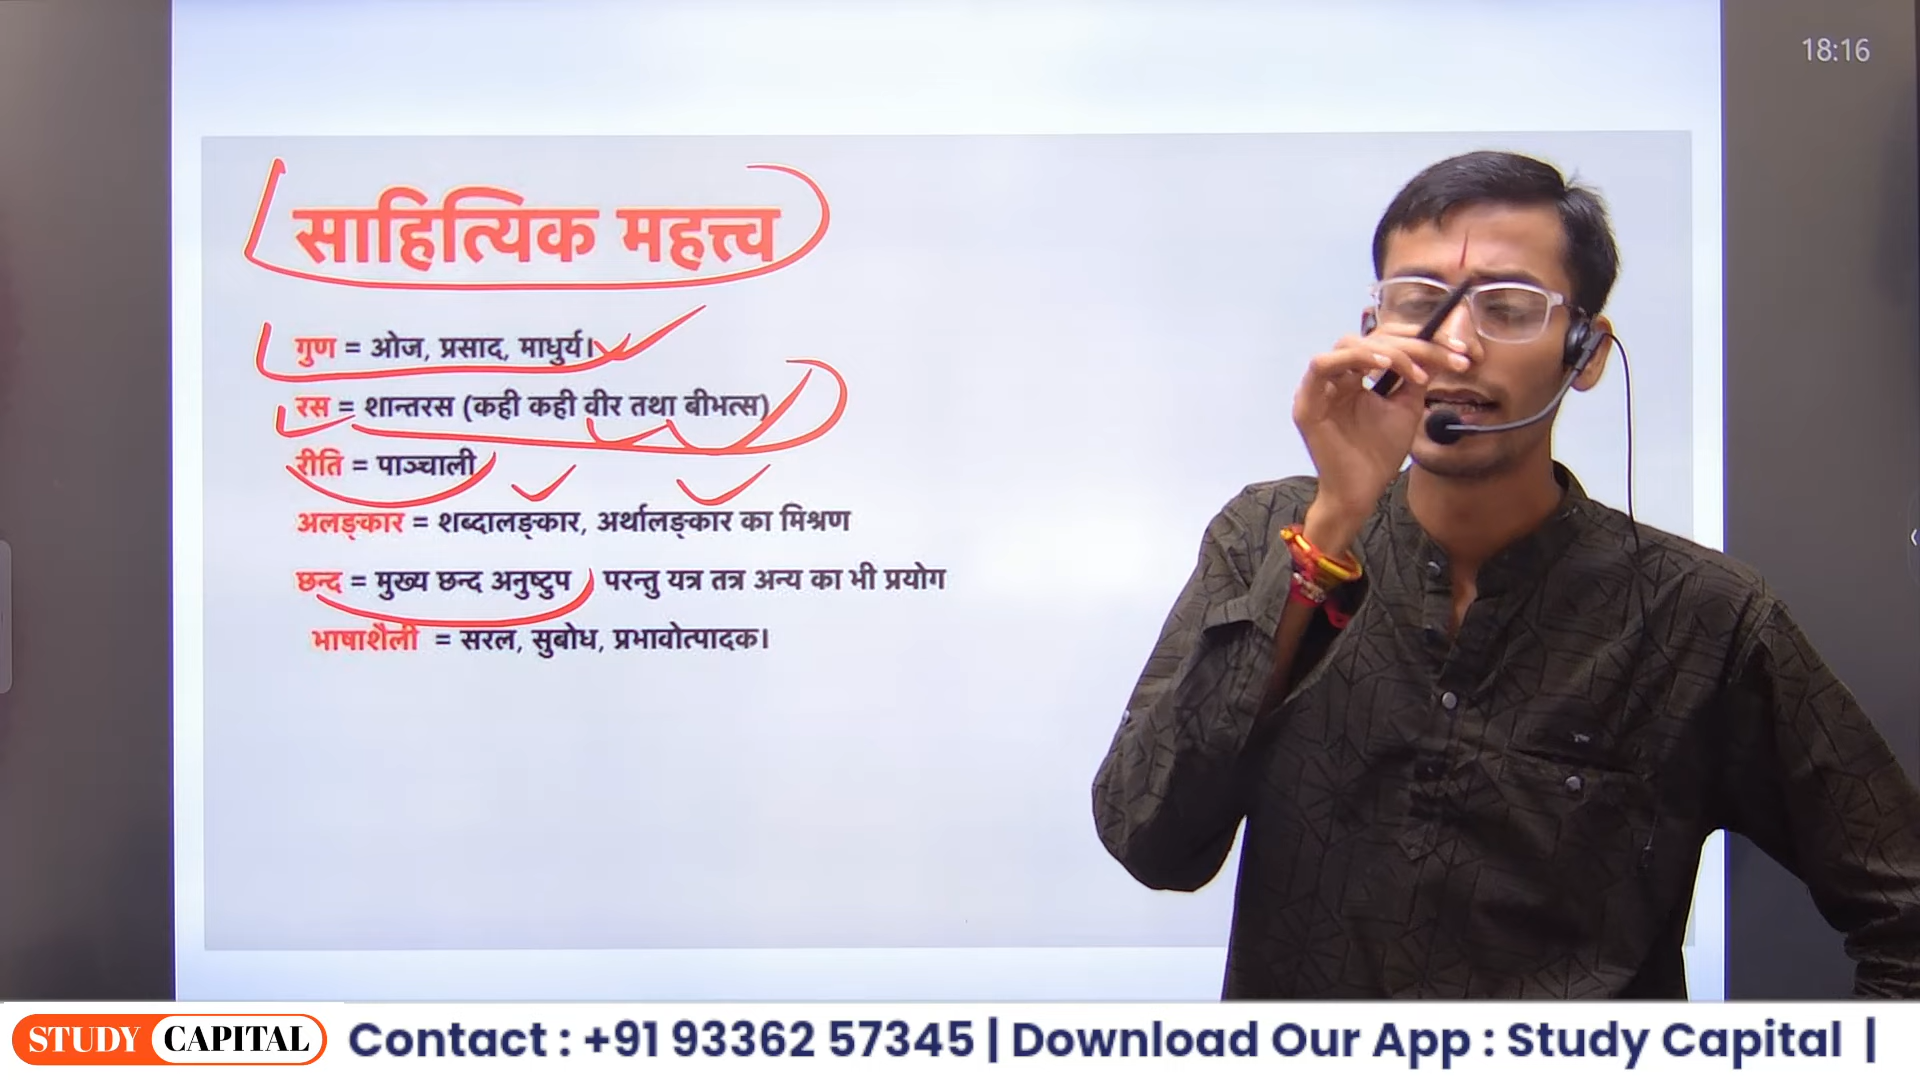 18:16
साहित्यिक महत्त्व
गुण = ओज, प्रसाद, माधुर्य।
रस = शान्तरस (कही कही वीर तथा बीभत्स)
रीति = पाञ्चाली
अलङ्कार = शब्दालङ्कार, अर्थालङ्कार का मिश्रण
छन्द = मुख्य छन्द अनुष्टुप परन्तु यत्र तत्र अन्य का भी प्रयोग
भाषाशैली = सरल, सुबोध, प्रभावोत्पादक।
STUDY CAPITAL Contact : +91 93362 57345 | Download Our App : Study Capital |